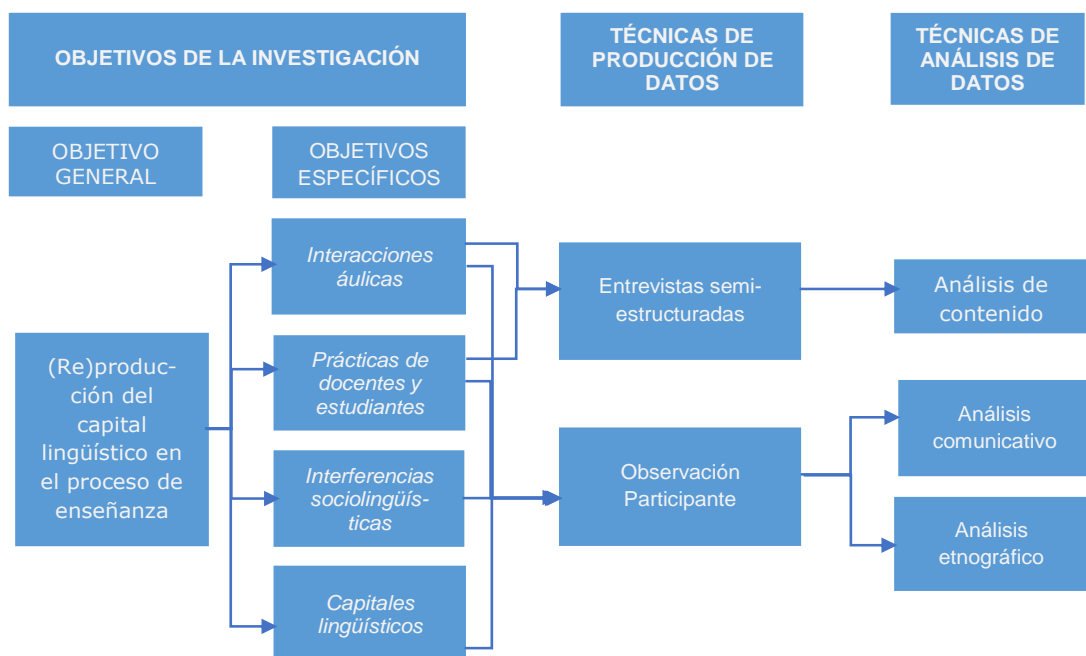 OBJETIVOS DE LA INVESTIGACIÓN
TÉCNICAS DE
PRODUCCIÓN DE
DATOS
TÉCNICAS DE
ANÁLISIS DE
DATOS
OBJETIVO
GENERAL
OBJETIVOS
ESPECÍFICOS
(Re)produc-
ción del
capital
lingüístico en
el proceso de
enseñanza
Interacciones
áulicas
Prácticas de
docentes y
estudiantes
Interferencias
sociolingüís-
ticas
Capitales
lingüísticos
Entrevistas semi-
estructuradas
Observación
Participante
Análisis de
contenido
Análisis
comunicativo
Análisis
etnográfico